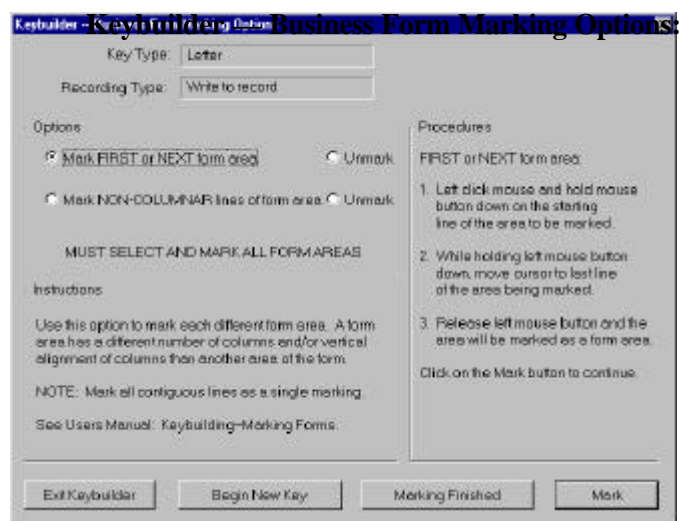 Keybuilder -- Business Form Marking Options:
Key Type: Letter
Recording Type: Write to record
Options
Mark FIRST or NEXT form area Unmark
Mark NON-COLUMNAR lines of form area Unmark
MUST SELECT AND MARK ALL FORM AREAS
Instructions
Use this option to mark each different form area. A form
area has a different number of columns and/or vertical
alignment of columns than another area of the form.
NOTE: Mark all contiguous lines as a single marking.
See Users Manual: Keybuilding-Marking Forms.
Procedures
FIRST or NEXT form area:
1. Left click mouse and hold mouse
button down on the starting
line of the area to be marked.
2. While holding left mouse button
down, move cursor to last line
of the area being marked.
3. Release left mouse button and the
area will be marked as a form area.
Click on the Mark button to continue.
Exit Keybuilder Begin New Key Marking Finished Mark